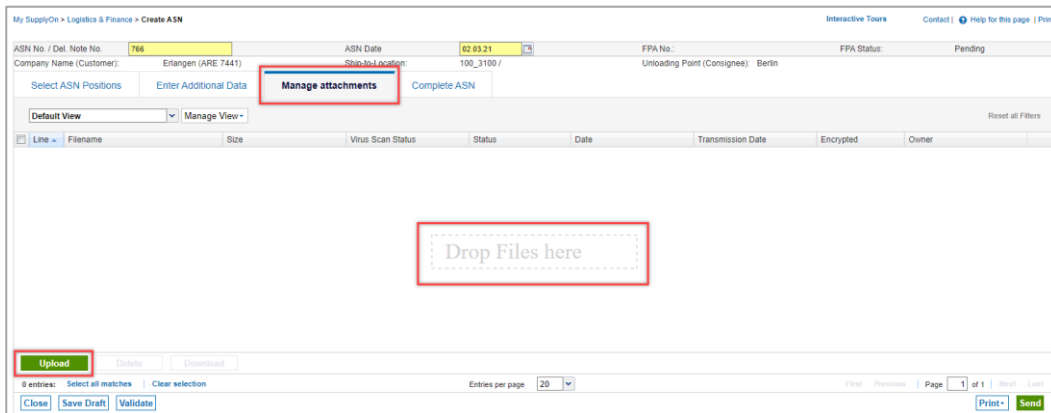 My SupplyOn > Logistics & Finance > Create ASN Interactive Tours Contact | Help for this page | Prin
ASN No. / Del. Note No. 766 ASN Date 02.03.21 FPA No.: FPA Status: Pending
Company Name (Customer): Erlangen (ARE 7441) Ship-to-Location: 100_3100 / Unloading Point (Consignee): Berlin
Select ASN Positions Enter Additional Data Manage attachments Complete ASN
Default View Manage View Reset all Filters
Line Filename Size Virus Scan Status Status Date Transmission Date Encrypted Owner
Drop Files here
Upload Delete Download
0 entries: Select all matches | Clear selection Entries per page 20 First Previous | Page 1 of 1 | Next Last
Close Save Draft Validate Print Send